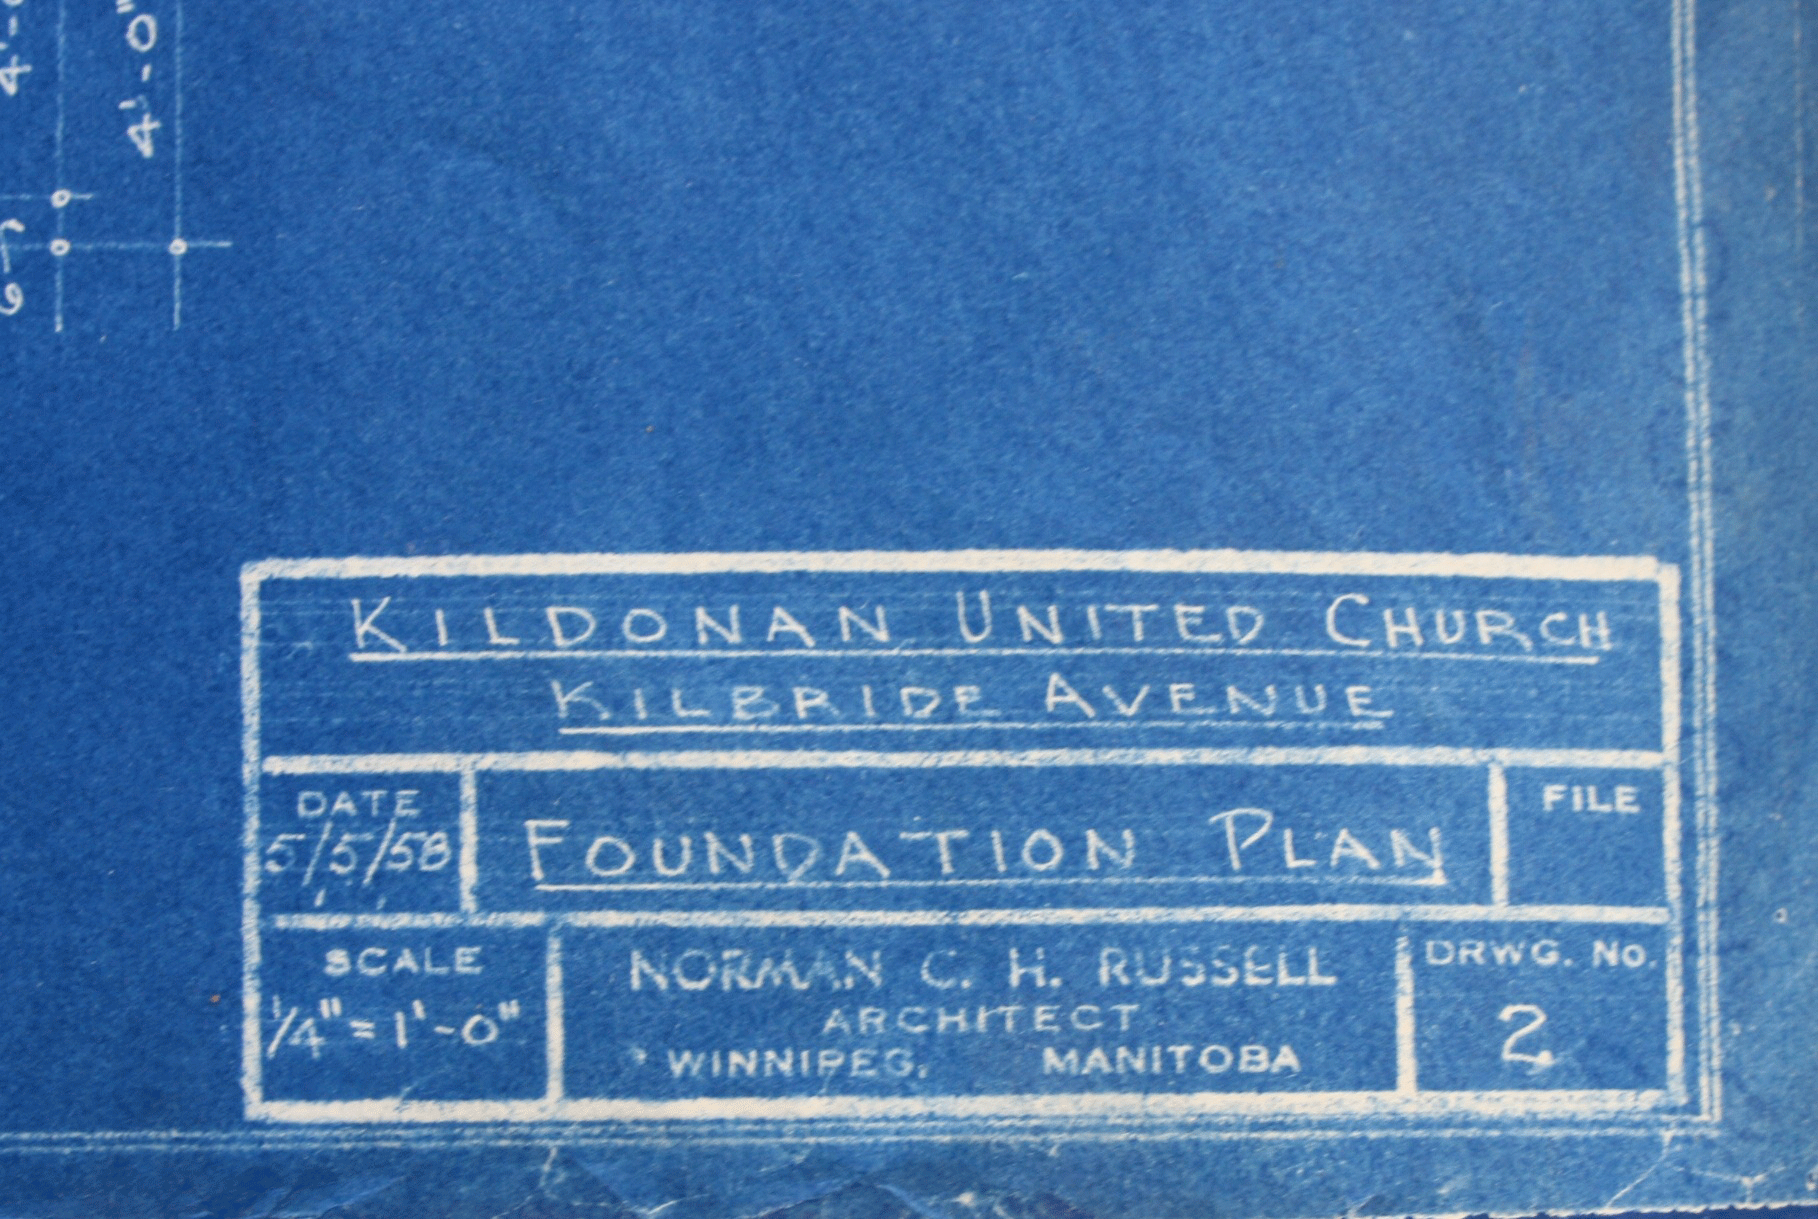 4'-0"
KILDONAN UNITED CHURCH
KILBRIDE AVENUE
DATE
5/5/58
FOUNDATION PLAN
FILE
SCALE
1/4" = 1'-0"
NORMAN C. H. RUSSELL
ARCHITECT
WINNIPEG, MANITOBA
DRWG. NO.
2